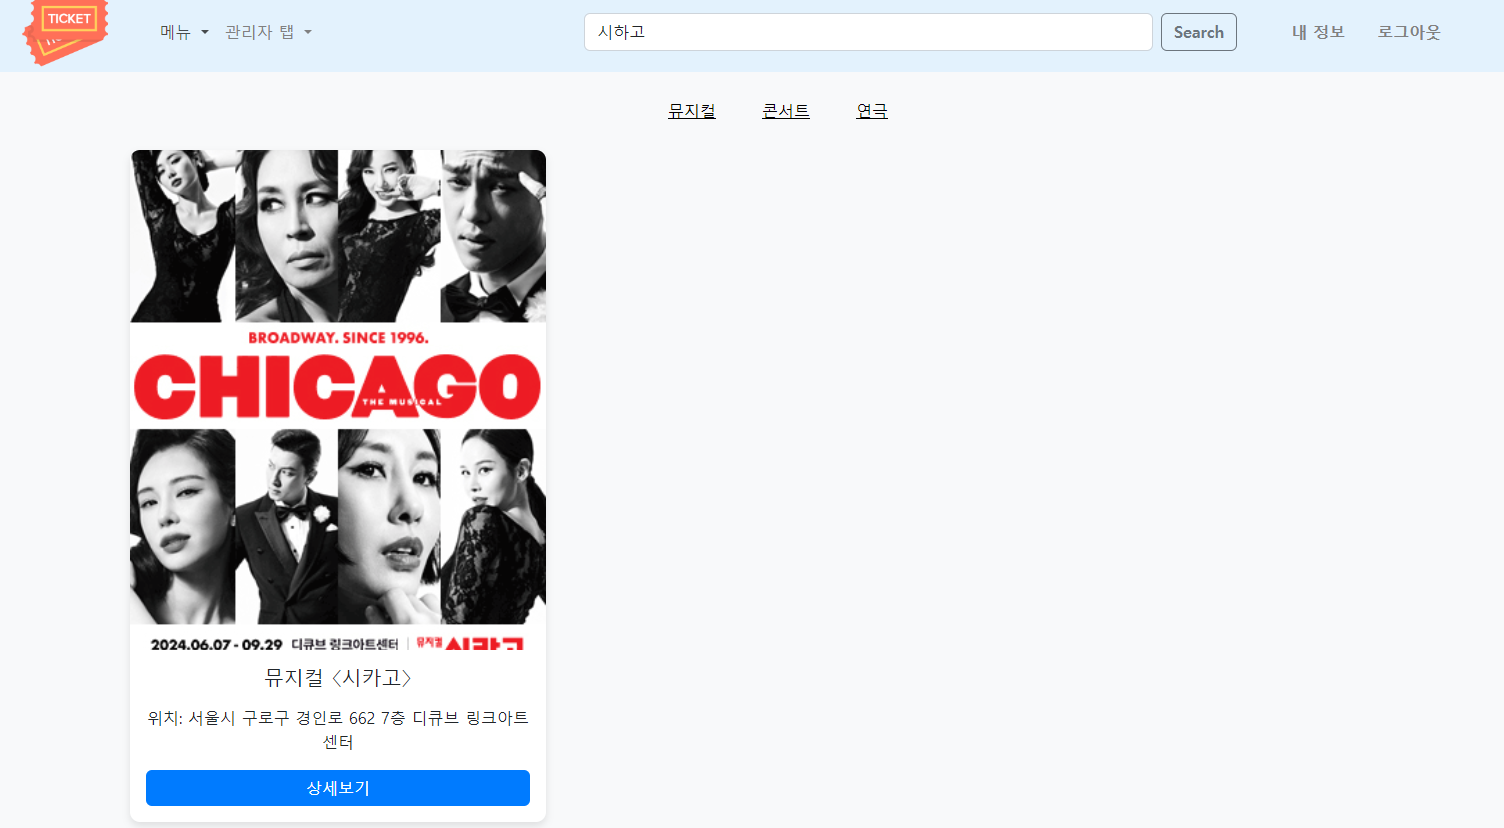 TICKET
메뉴
관리자 탭
시하고
Search
내 정보
로그아웃
뮤지컬
콘서트
연극
BROADWAY. SINCE 1996.
CHICAGO
THE MUSICAL
2024.06.07 - 09.29 디큐브 링크아트센터 | 뮤지컬 시카고
뮤지컬 〈시카고〉
위치: 서울시 구로구 경인로 662 7층 디큐브 링크아트
센터
상세보기